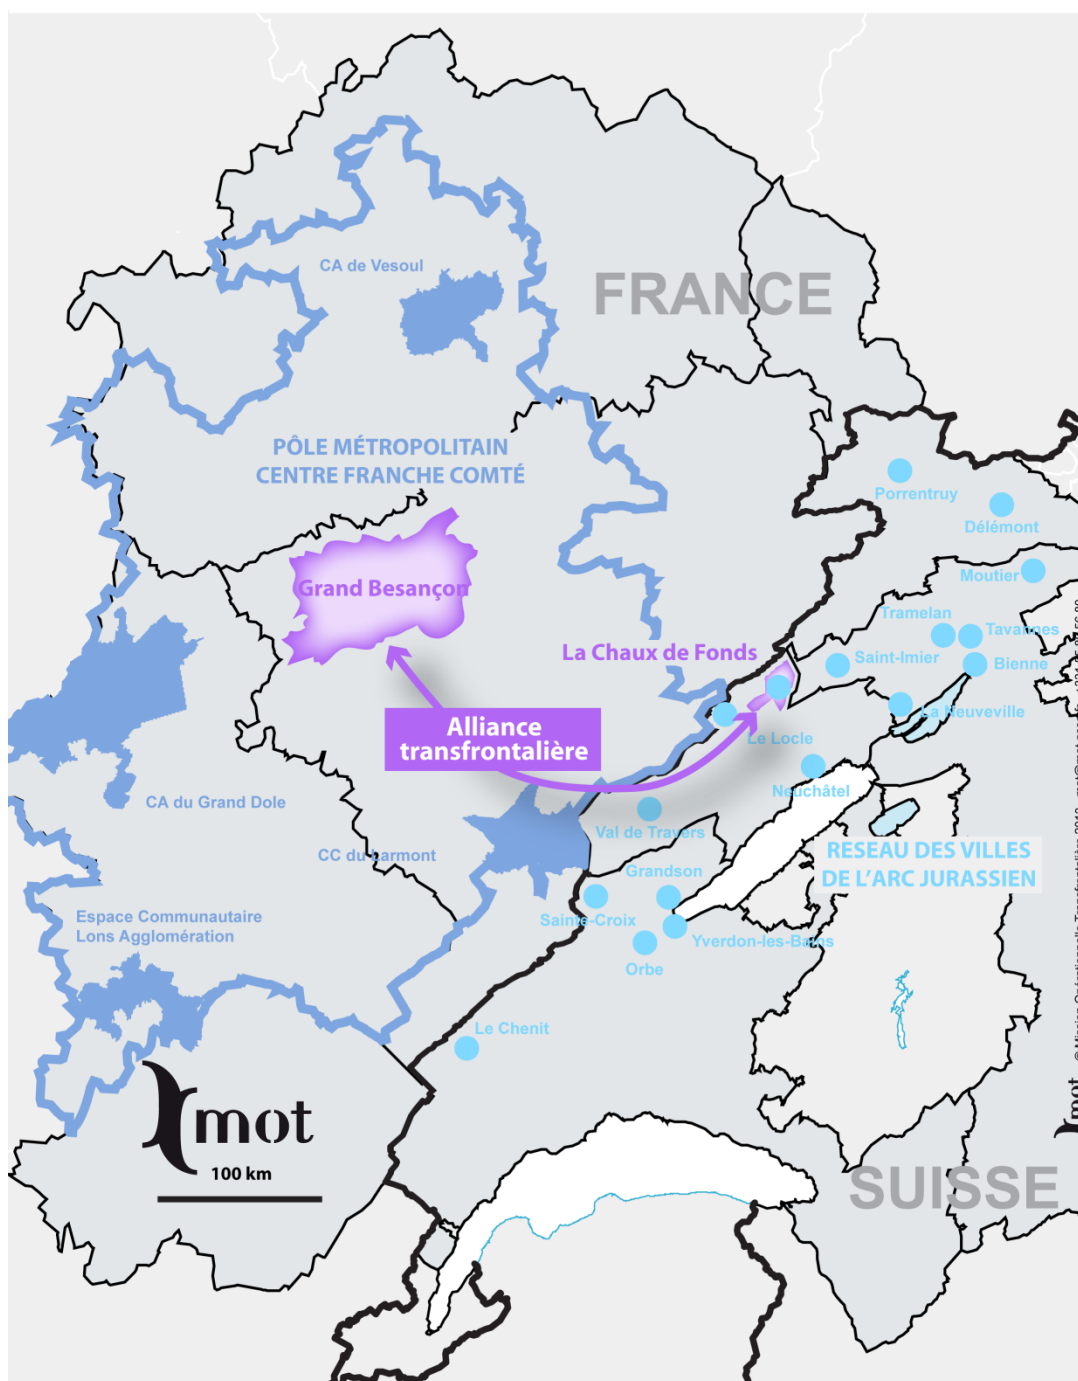 CA de Vesoul
FRANCE
PÔLE MÉTROPOLITAIN
CENTRE FRANCHE COMTÉ
Porrentruy
Délémont
Moutier
Grand Besançon
Tramelan
Tavannes
La Chaux de Fonds
Saint-Imier
Bienne
La Neuveville
Alliance
transfrontalière
Le Locle
Neuchâtel
CA du Grand Dole
Val de Travers
CC du Larmont
RESEAU DES VILLES
DE L'ARC JURASSIEN
Grandson
Espace Communautaire
Lons Agglomération
Sainte-Croix
Yverdon-les-Bains
Orbe
Le Chenit
mot
100 km
SUISSE
mot